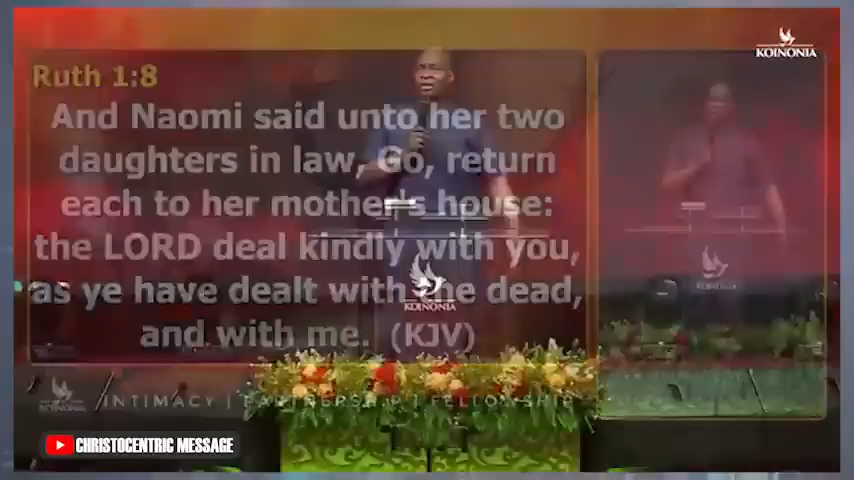 KOINONIA
Ruth 1:8
And Naomi said unto her two
daughters in law, Go, return
each to her mother's house:
the LORD deal kindly with you,
as ye have dealt with the dead,
and with me. (KJV)
KOINONIA
KOINONIA
KOINONIA
INTIMACY | PARTNERSHIP | FELLOWSHIP
CHRISTOCENTRIC MESSAGE